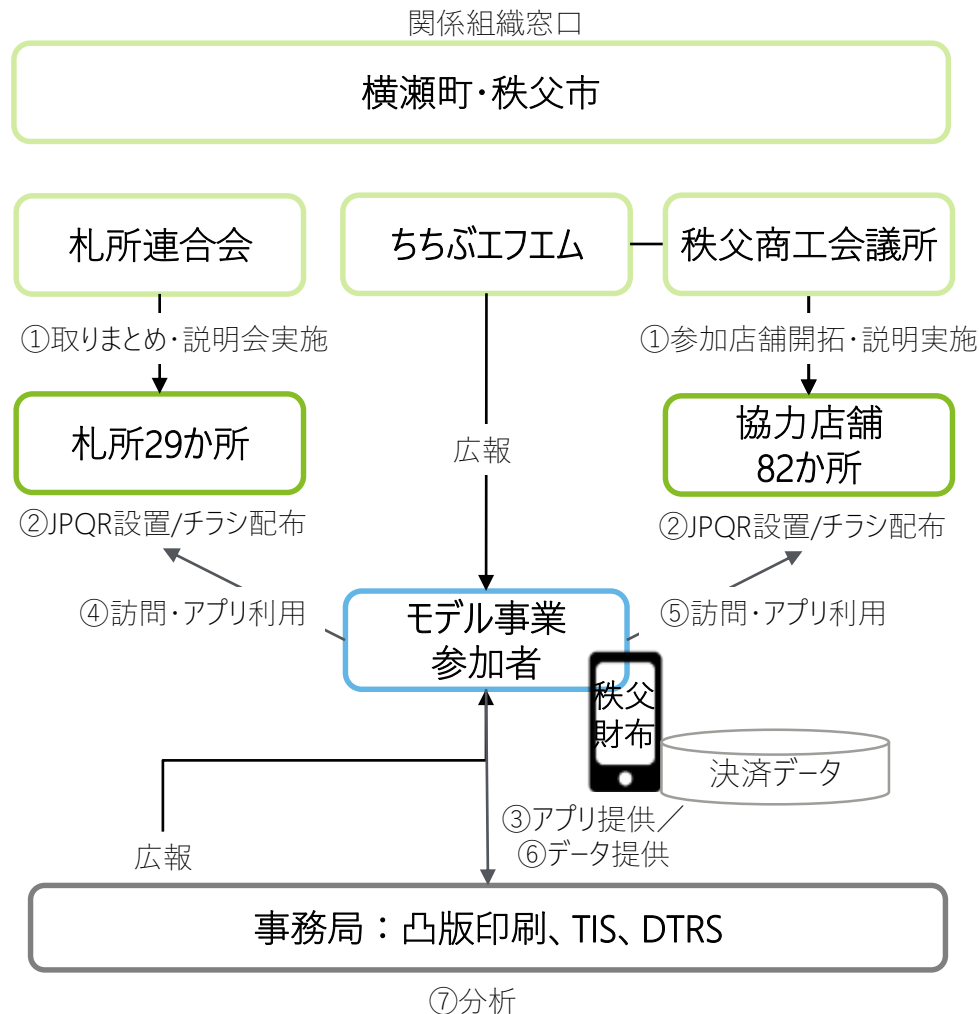 関係組織窓口
横瀬町・秩父市
札所連合会
ちちぶエフエム
秩父商工会議所
①取りまとめ・説明会実施
①参加店舗開拓・説明実施
札所29か所
広報
協力店舗
82か所
②JPQR設置/チラシ配布
②JPQR設置/チラシ配布
④訪問・アプリ利用
モデル事業
参加者
⑤訪問・アプリ利用
秩父
財布
決済データ
③アプリ提供／
⑥データ提供
広報
事務局：凸版印刷、TIS、DTRS
⑦分析